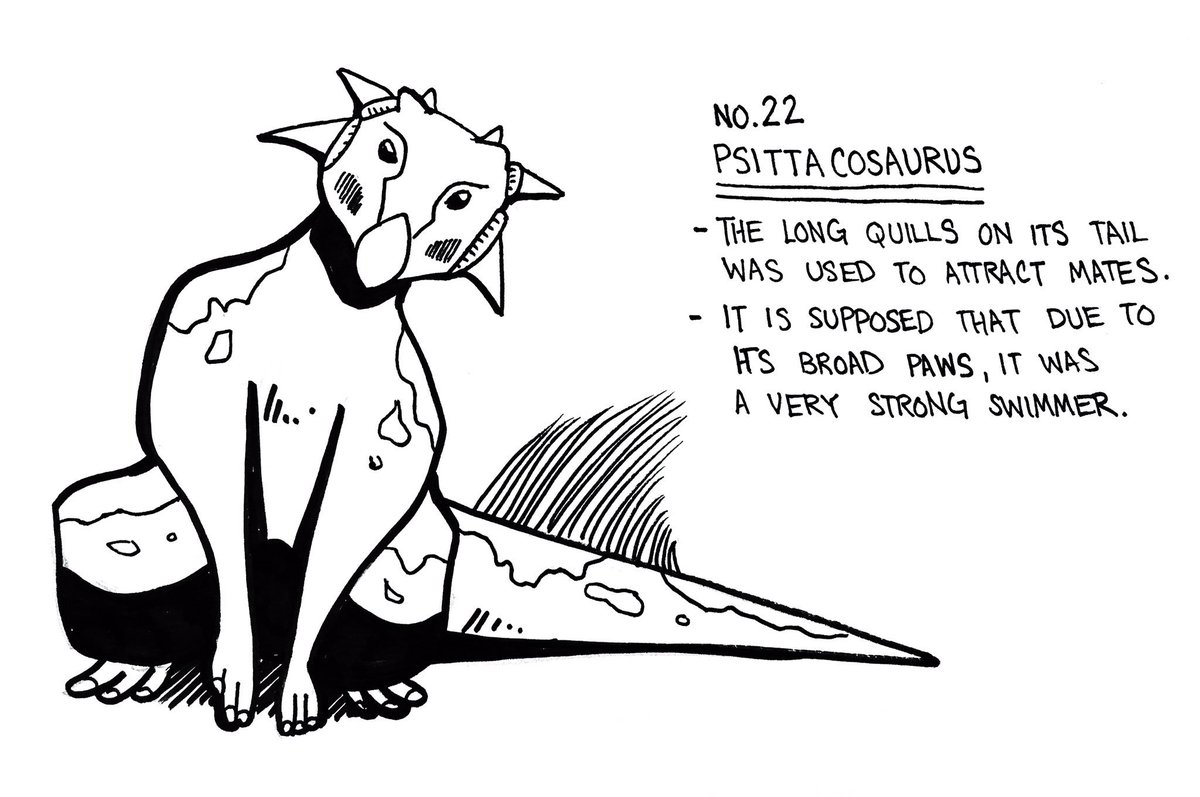 NO.22
PSITTACOSAURUS
- THE LONG QUILLS ON ITS TAIL
WAS USED TO ATTRACT MATES.
- IT IS SUPPOSED THAT DUE TO
ITS BROAD PAWS, IT WAS
A VERY STRONG SWIMMER.